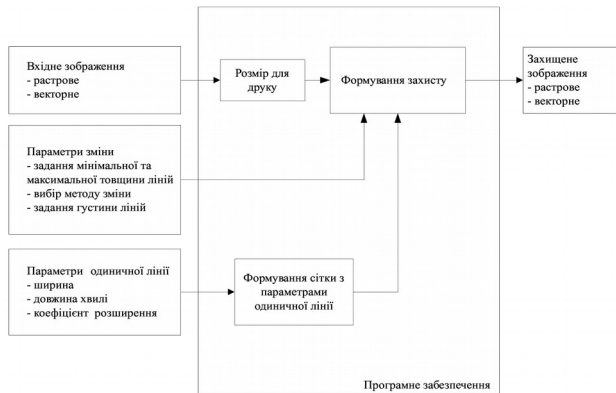 Вхідне зображення
- растрове
- векторне
Розмір для
друку
Формування захисту
Захищене
зображення
- растрове
- векторне
Параметри зміни
- задання мінімальної та
максимальної товщини ліній
- вибір методу зміни
- задання густини ліній
Параметри одиничної лінії
- ширина
- довжина хвилі
- коефіцієнт розширення
Формування сітки з
параметрами
одиничної лінії
Програмне забезпечення